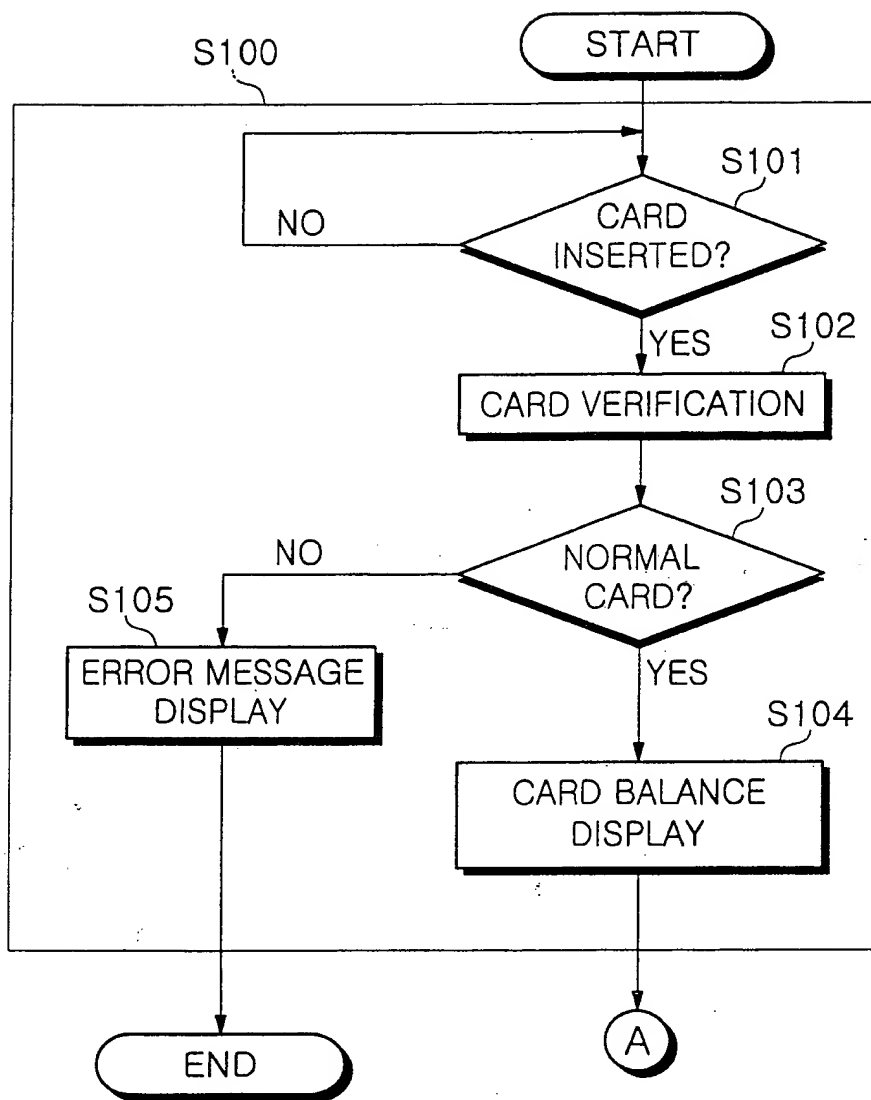 START
S100
S101
CARD
INSERTED?
NO
YES
S102
CARD VERIFICATION
S103
NORMAL
CARD?
NO
YES
S105
ERROR MESSAGE
DISPLAY
S104
CARD BALANCE
DISPLAY
END
A